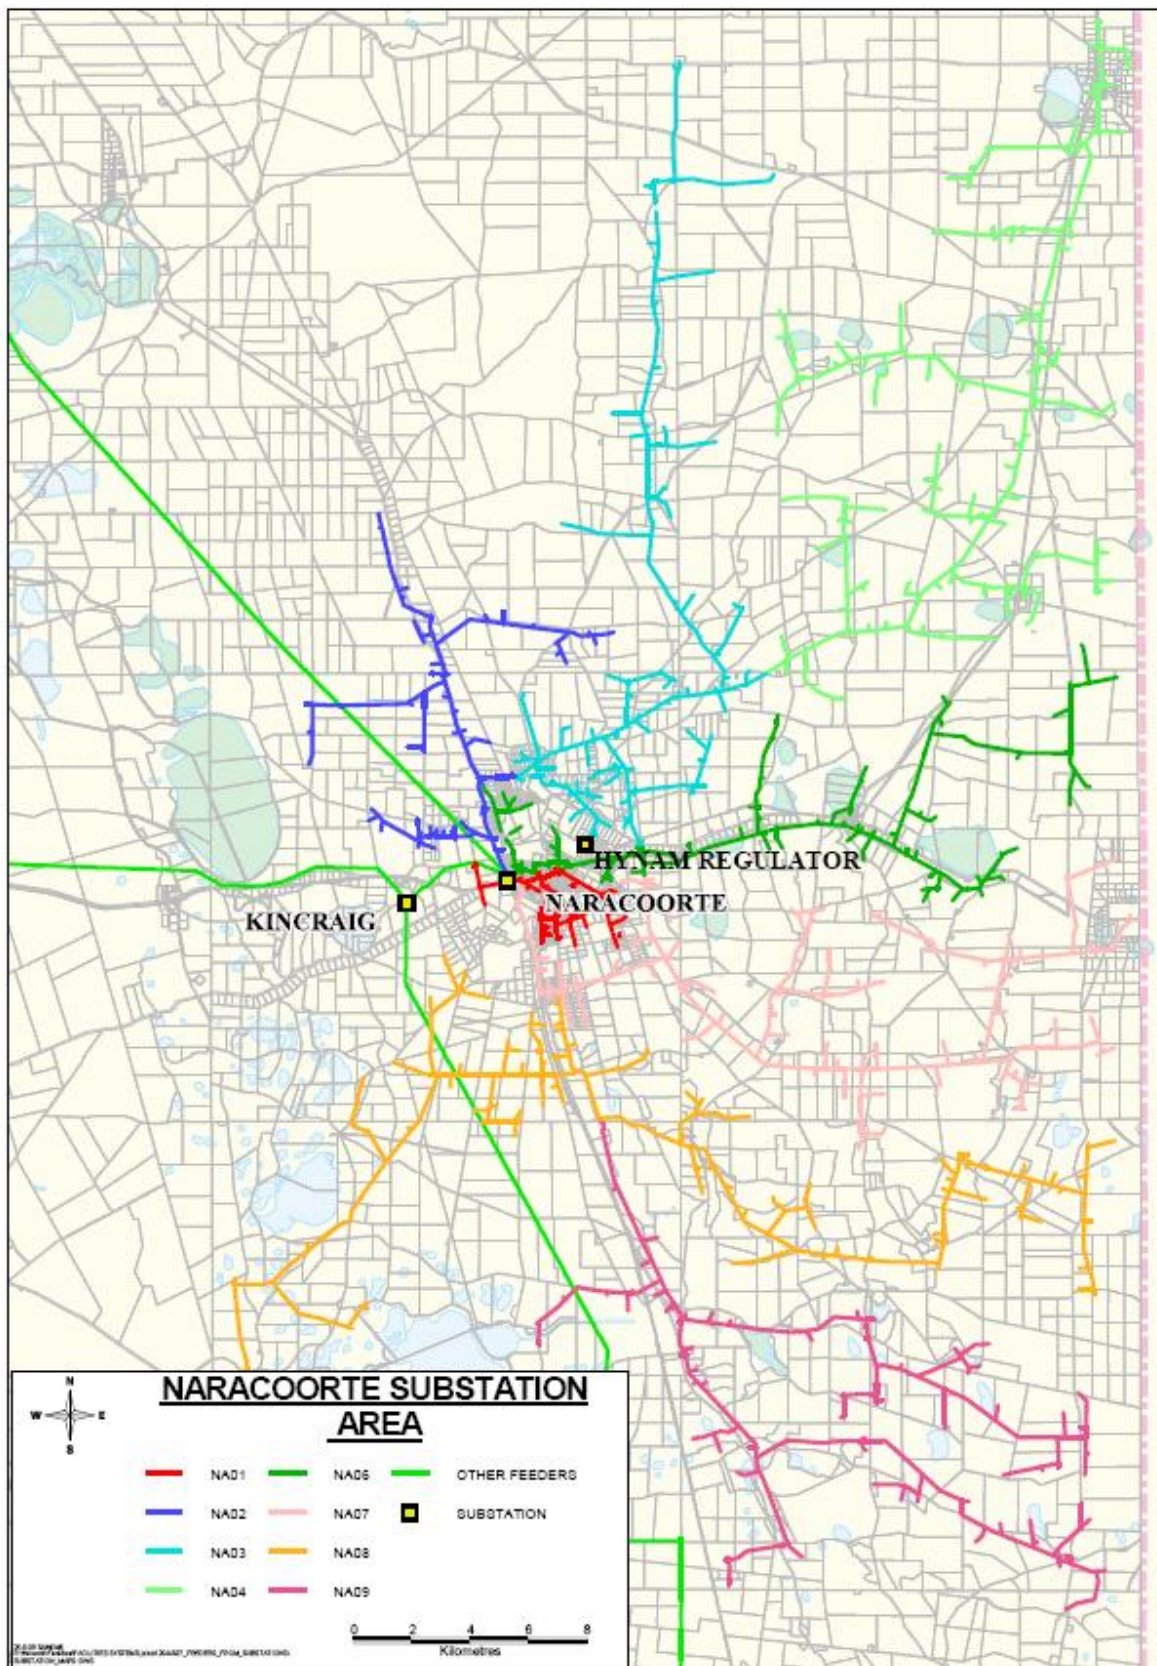 HYNAM REGULATOR
NARACOORTE
KINCRAIG
N
W E
S
NARACOORTE SUBSTATION
AREA
NA01 NA06 OTHER FEEDERS
NA02 NA07 SUBSTATION
NA03 NA08
NA04 NA09
0 2 4 6 8
Kilometres